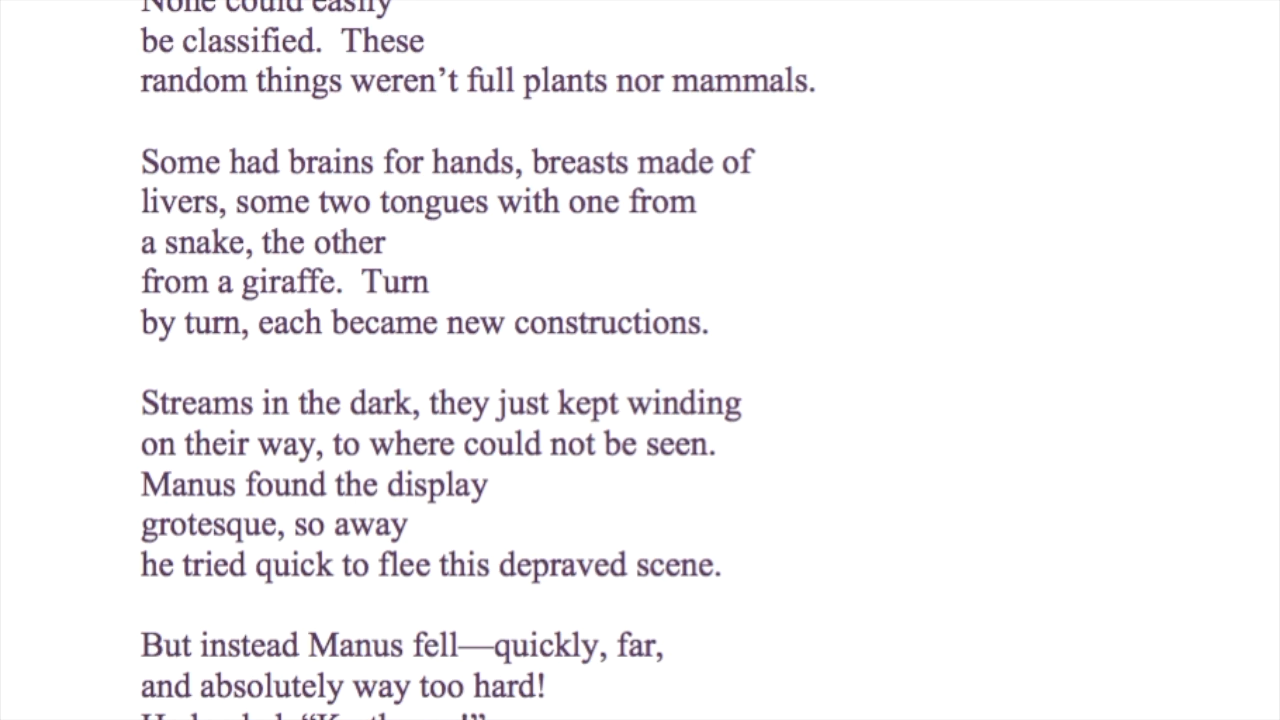 None could easily
be classified.  These
random things weren’t full plants nor mammals.

Some had brains for hands, breasts made of
livers, some two tongues with one from
a snake, the other
from a giraffe.  Turn
by turn, each became new constructions.

Streams in the dark, they just kept winding
on their way, to where could not be seen.
Manus found the display
grotesque, so away
he tried quick to flee this depraved scene.

But instead Manus fell—quickly, far,
and absolutely way too hard!